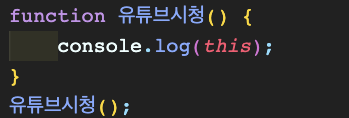 function 유튜브시청() {
    console.log(this);
}
유튜브시청();